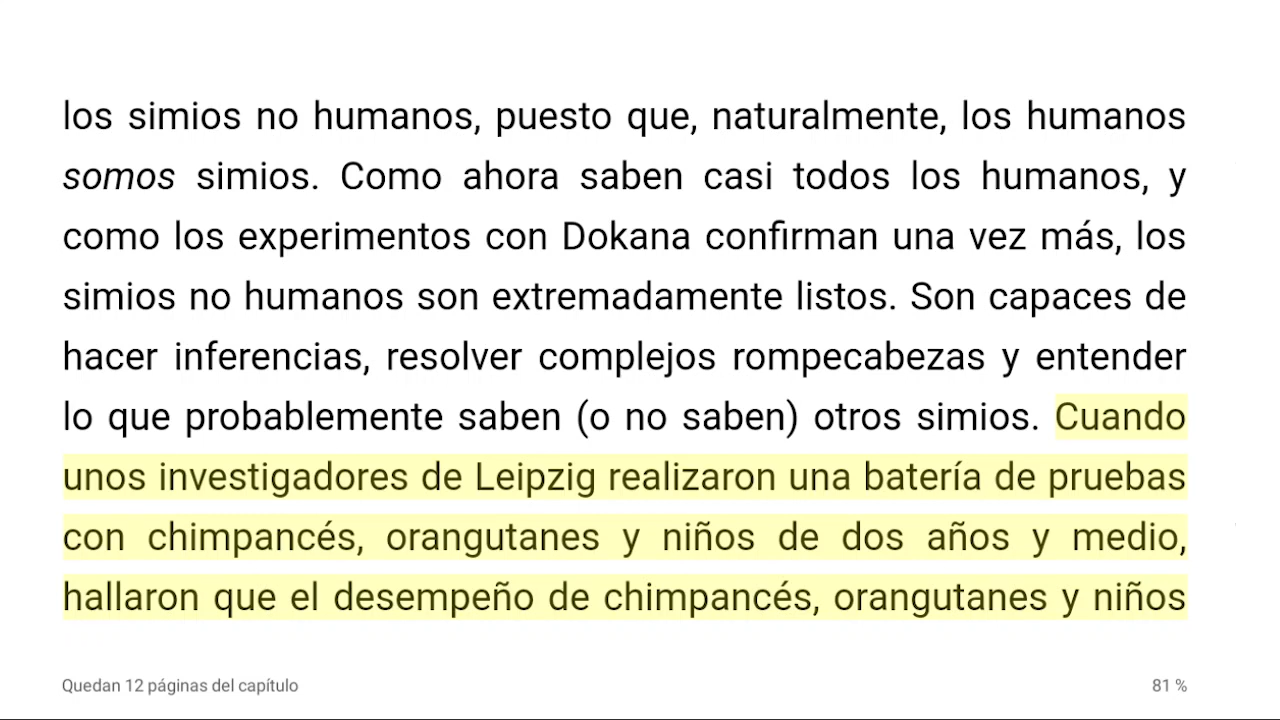 los simios no humanos, puesto que, naturalmente, los humanos
somos simios. Como ahora saben casi todos los humanos, y
como los experimentos con Dokana confirman una vez más, los
simios no humanos son extremadamente listos. Son capaces de
hacer inferencias, resolver complejos rompecabezas y entender
lo que probablemente saben (o no saben) otros simios. Cuando
unos investigadores de Leipzig realizaron una batería de pruebas
con chimpancés, orangutanes y niños de dos años y medio,
hallaron que el desempeño de chimpancés, orangutanes y niños
Quedan 12 páginas del capítulo
81 %